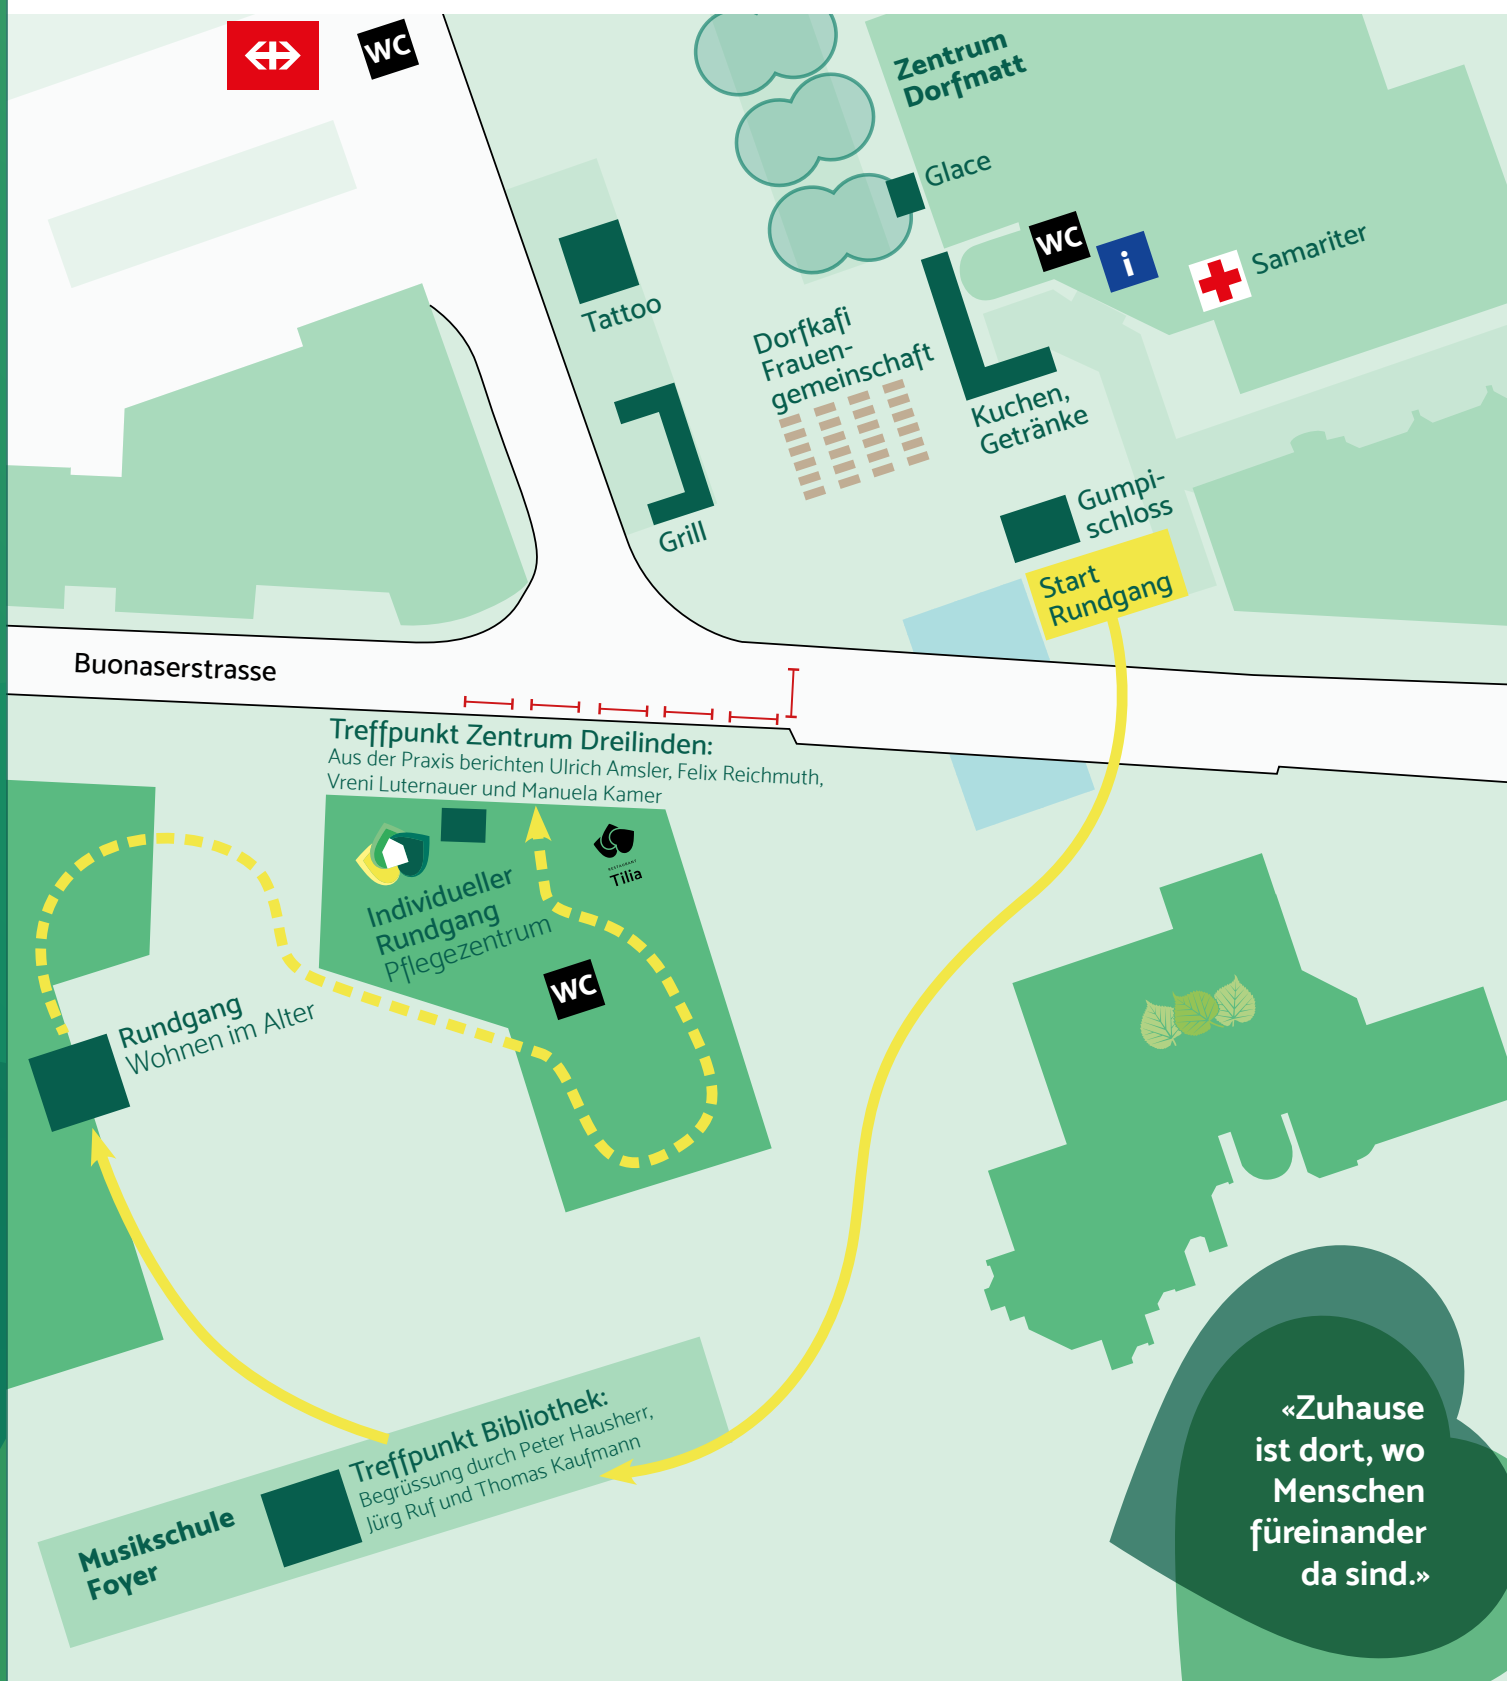 WC
Zentrum
Dorfmatt
Glace
WC
i
Samariter
Tattoo
Dorfkafi
Frauen-
gemeinschaft
Kuchen,
Getränke
Grill
Gumpi-
schloss
Start
Rundgang
Buonaserstrasse
Treffpunkt Zentrum Dreilinden:
Aus der Praxis berichten Ulrich Amsler, Felix Reichmuth,
Vreni Luternauer und Manuela Kamer
RESTAURANT
Tilia
Individueller
Rundgang
Pflegezentrum
WC
Rundgang
Wohnen im Alter
Treffpunkt Bibliothek:
Begrüssung durch Peter Hausherr,
Jürg Ruf und Thomas Kaufmann
Musikschule
Foyer
«Zuhause
ist dort, wo
Menschen
füreinander
da sind.»